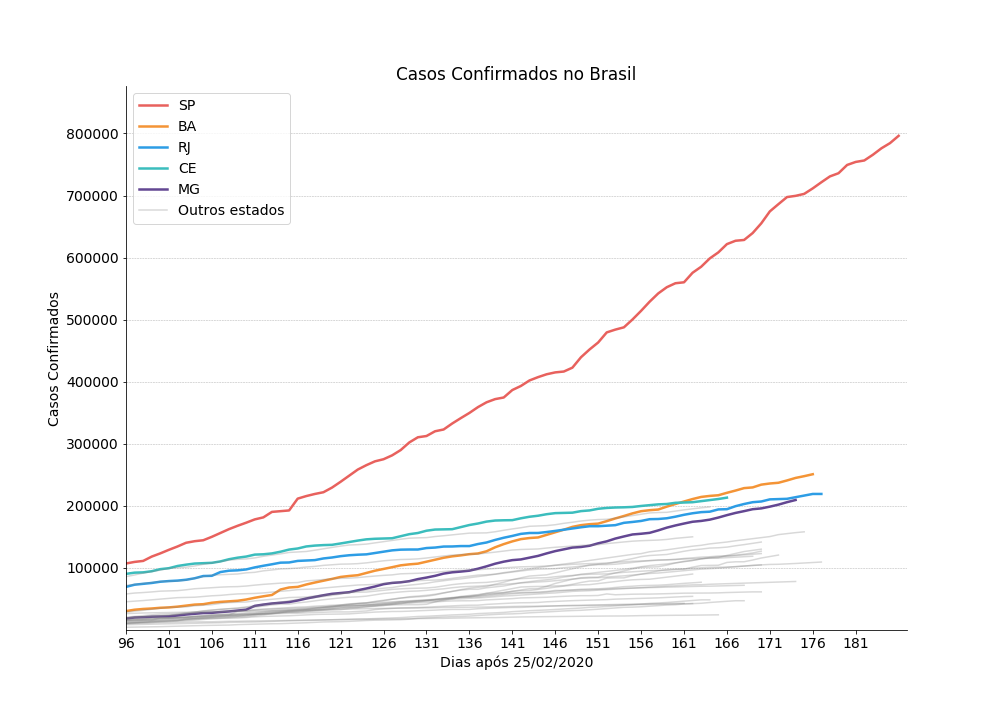 Casos Confirmados no Brasil
SP
BA
RJ
CE
MG
Outros estados
800000
700000
600000
500000
400000
300000
200000
100000
Casos Confirmados
96 101 106 111 116 121 126 131 136 141 146 151 156 161 166 171 176 181
Dias após 25/02/2020